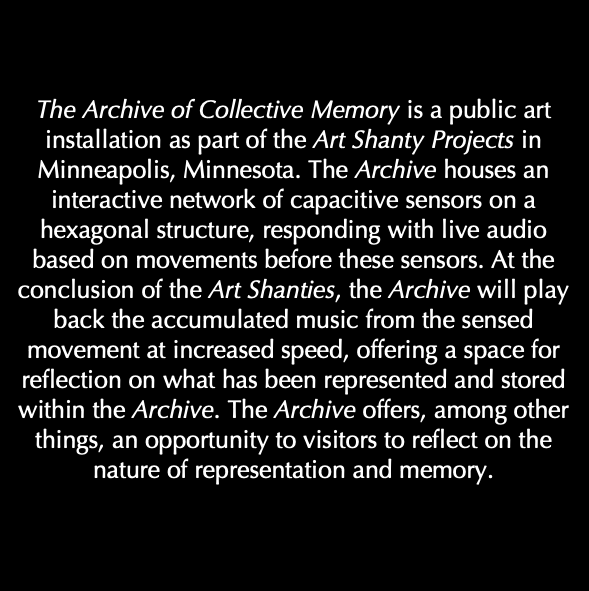 The Archive of Collective Memory is a public art
installation as part of the Art Shanty Projects in
Minneapolis, Minnesota. The Archive houses an
interactive network of capacitive sensors on a
hexagonal structure, responding with live audio
based on movements before these sensors. At the
conclusion of the Art Shanties, the Archive will play
back the accumulated music from the sensed
movement at increased speed, offering a space for
reflection on what has been represented and stored
within the Archive. The Archive offers, among other
things, an opportunity to visitors to reflect on the
nature of representation and memory.